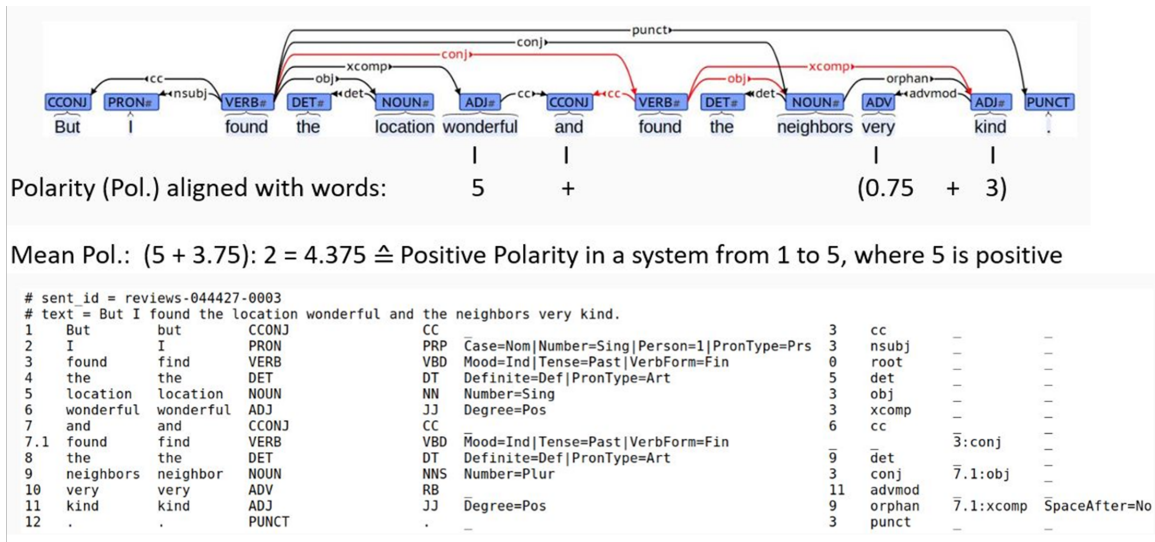 punct
conj
conj
xcomp xcomp
cc obj obj orphan
nsubj det cc cc det advmod
CCONJ PRON# VERB# DET# NOUN# ADJ# CCONJ VERB# DET# NOUN# ADV ADJ# PUNCT
But I found the location wonderful and found the neighbors very kind .
Polarity (Pol.) aligned with words: 5 + (0.75 + 3)
Mean Pol.: (5 + 3.75): 2 = 4.375 ≙ Positive Polarity in a system from 1 to 5, where 5 is positive
# sent_id = reviews-044427-0003
# text = But I found the location wonderful and the neighbors very kind.
1 But but CCONJ CC _ 3 cc _ _
2 I I PRON PRP Case=Nom|Number=Sing|Person=1|PronType=Prs 3 nsubj _ _
3 found find VERB VBD Mood=Ind|Tense=Past|VerbForm=Fin 0 root _ _
4 the the DET DT Definite=Def|PronType=Art 5 det _ _
5 location location NOUN NN Number=Sing 3 obj _ _
6 wonderful wonderful ADJ JJ Degree=Pos 3 xcomp _ _
7 and and CCONJ CC _ 6 cc _ _
7.1 found find VERB VBD Mood=Ind|Tense=Past|VerbForm=Fin _ _ 3:conj _
8 the the DET DT Definite=Def|PronType=Art 9 det _ _
9 neighbors neighbor NOUN NNS Number=Plur 3 conj 7.1:obj _
10 very very ADV RB _ 11 advmod _ _
11 kind kind ADJ JJ Degree=Pos 9 orphan 7.1:xcomp SpaceAfter=No
12 . . PUNCT . _ 3 punct _ _